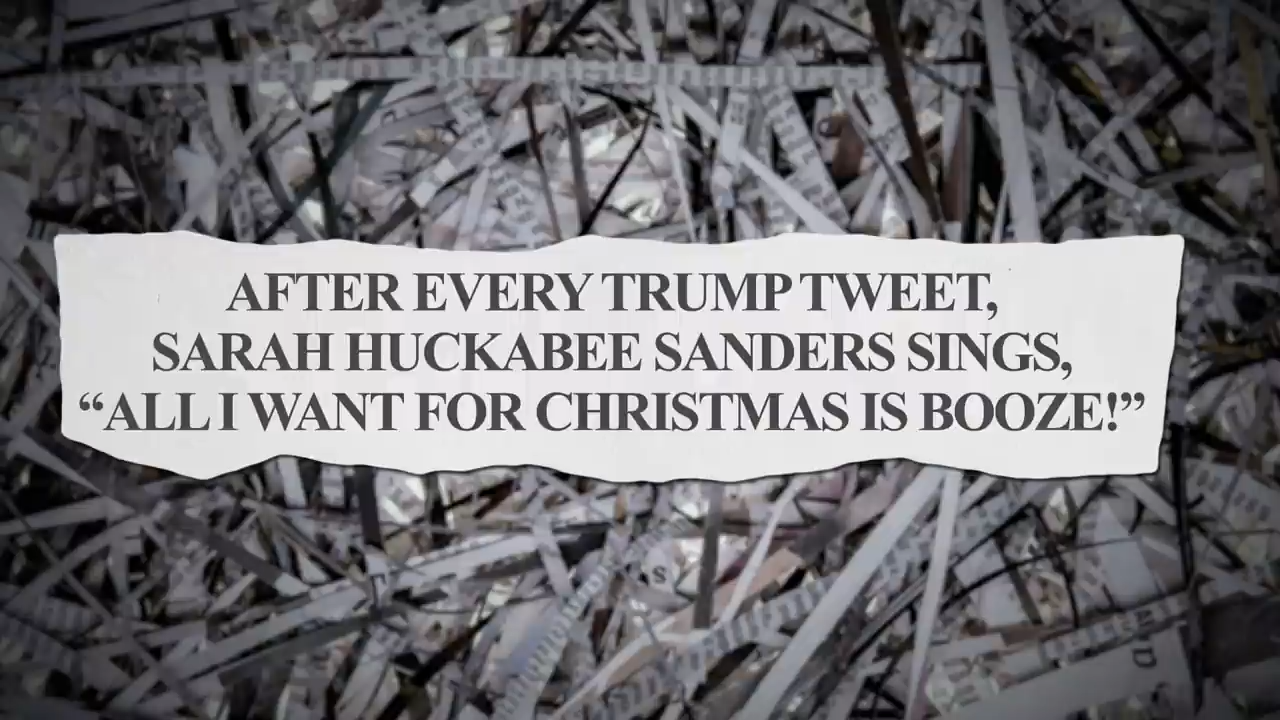 AFTER EVERY TRUMP TWEET,
SARAH HUCKABEE SANDERS SINGS,
“ALL I WANT FOR CHRISTMAS IS BOOZE!”